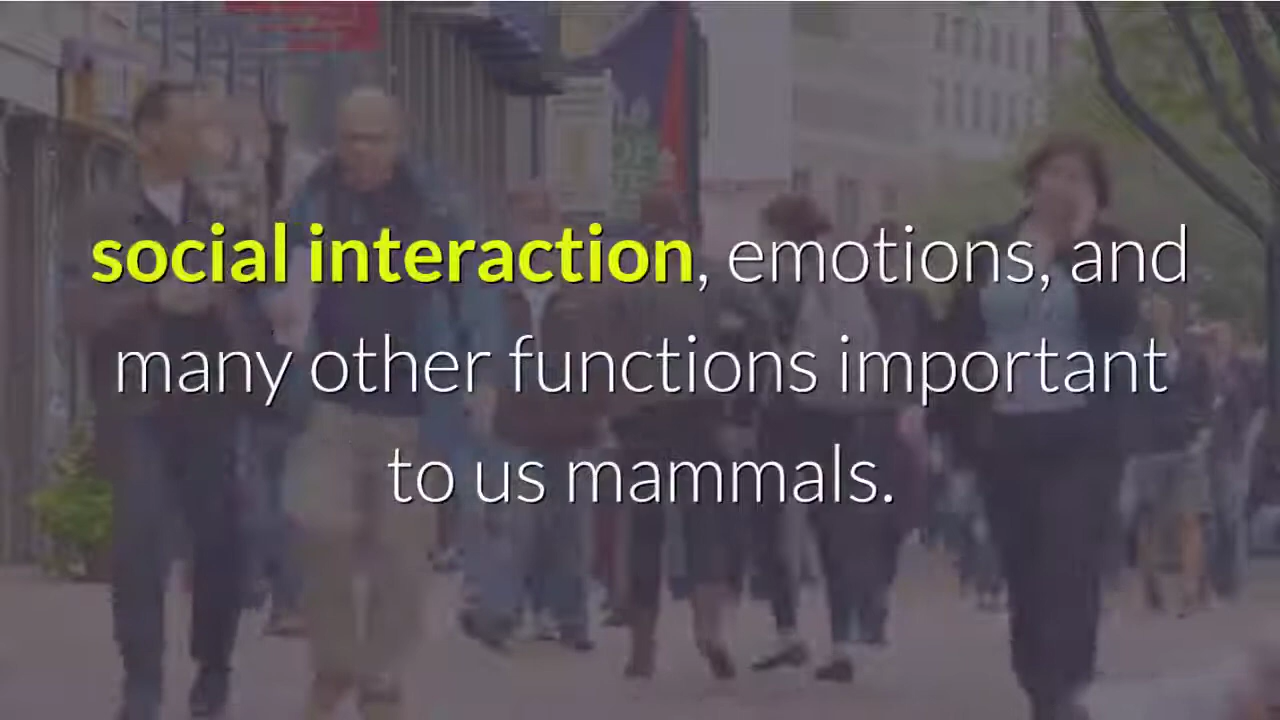 social interaction, emotions, and
many other functions important
to us mammals.